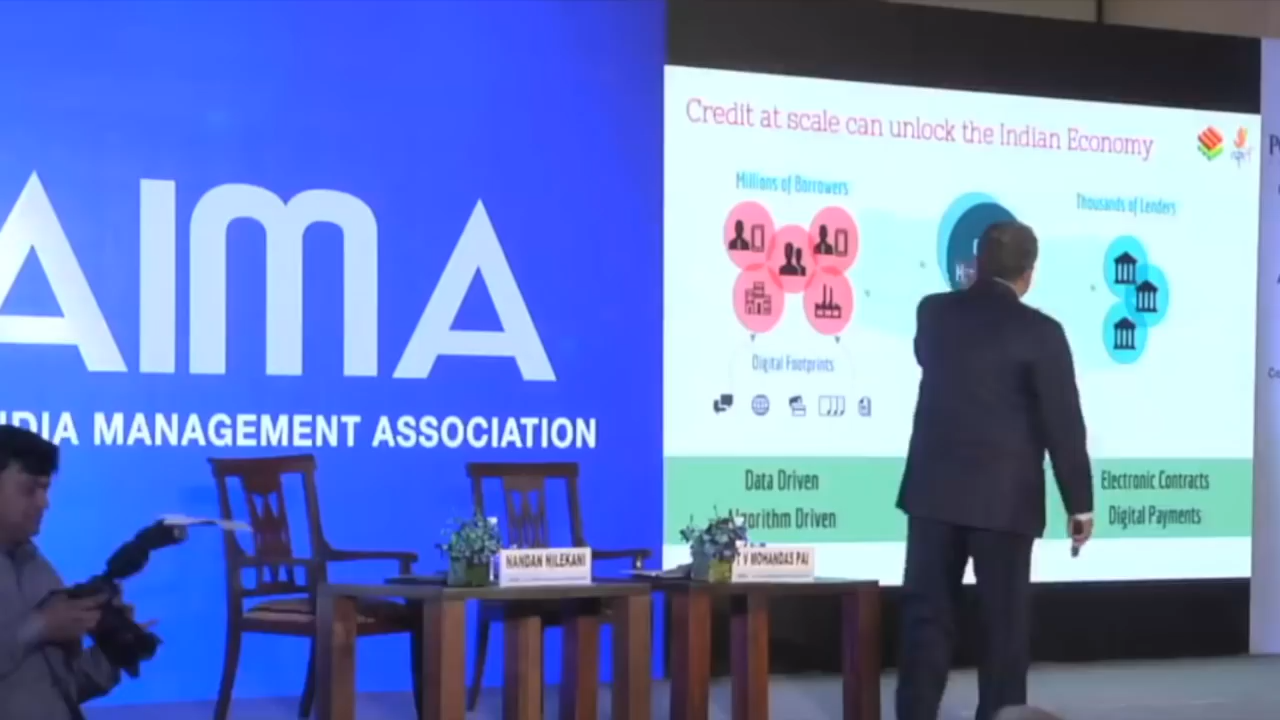 AIMA
INDIA MANAGEMENT ASSOCIATION
Credit at scale can unlock the Indian Economy
Millions of Borrowers
Thousands of Lenders
Digital Footprints
Data Driven
Algorithm Driven
Electronic Contracts
Digital Payments
NANDAN NILEKANI
T V MOHANDAS PAI